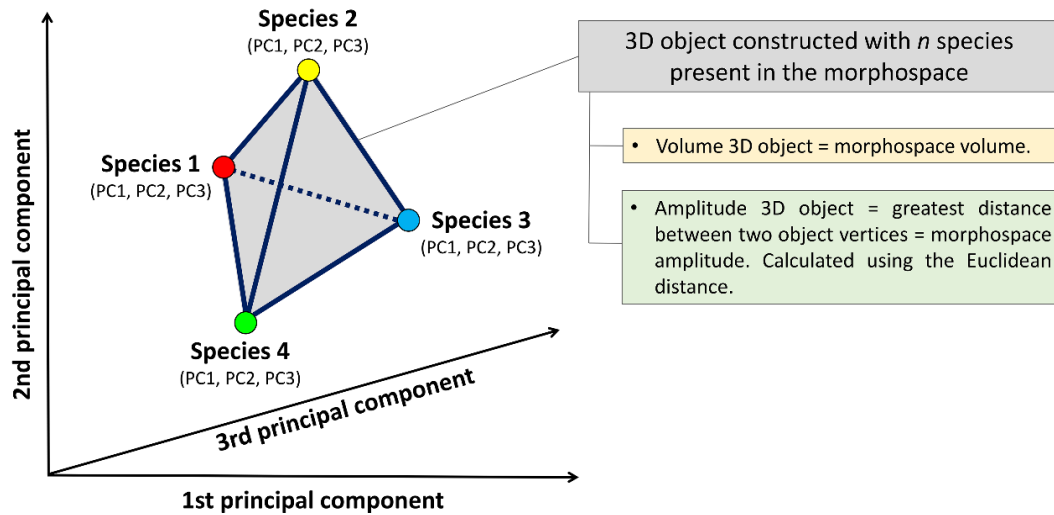 Species 2
(PC1, PC2, PC3)
3D object constructed with n species
present in the morphospace
Species 1
(PC1, PC2, PC3)
• Volume 3D object = morphospace volume.
• Amplitude 3D object = greatest distance
between two object vertices = morphospace
amplitude. Calculated using the Euclidean
distance.
Species 3
(PC1, PC2, PC3)
Species 4
(PC1, PC2, PC3)
2nd principal component
3rd principal component
1st principal component